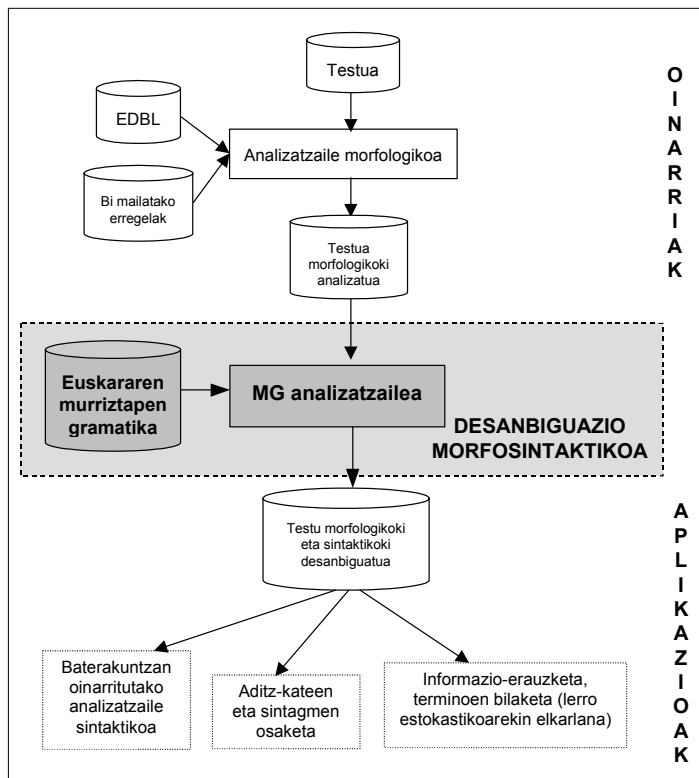 Testua
EDBL
Analizatzaile morfologikoa
Bi mailatako
erregelak
Testua
morfologikoki
analizatua
OINARRIAK
Euskararen
murriztapen
gramatika
MG analizatzailea
DESANBIGUAZIO
MORFOSINTAKTIKOA
Testu morfologikoki
eta sintaktikoki
desanbiguatua
Baterakuntzan
oinarritutako
analizatzaile
sintaktikoa
Aditz-kateen
eta sintagmen
osaketa
Informazio-erauzketa,
terminoen bilaketa (lerro
estokastikoarekin elkarlana)
APLIKAZIOAK